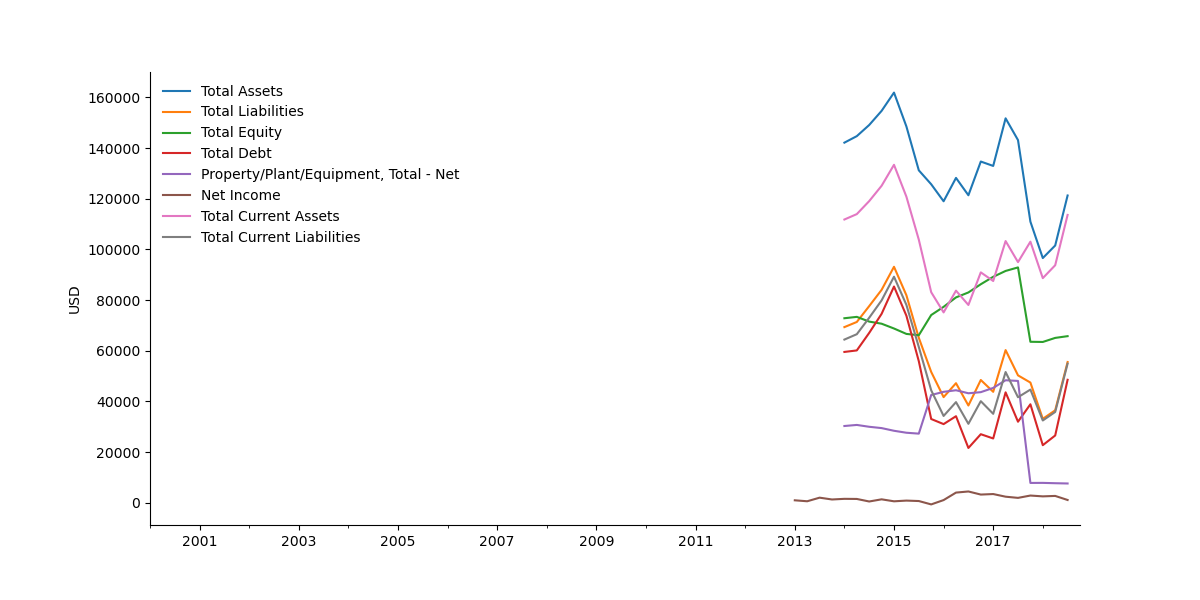 160000
140000
120000
100000
80000
60000
40000
20000
0
USD
Total Assets
Total Liabilities
Total Equity
Total Debt
Property/Plant/Equipment, Total - Net
Net Income
Total Current Assets
Total Current Liabilities
2001 2003 2005 2007 2009 2011 2013 2015 2017